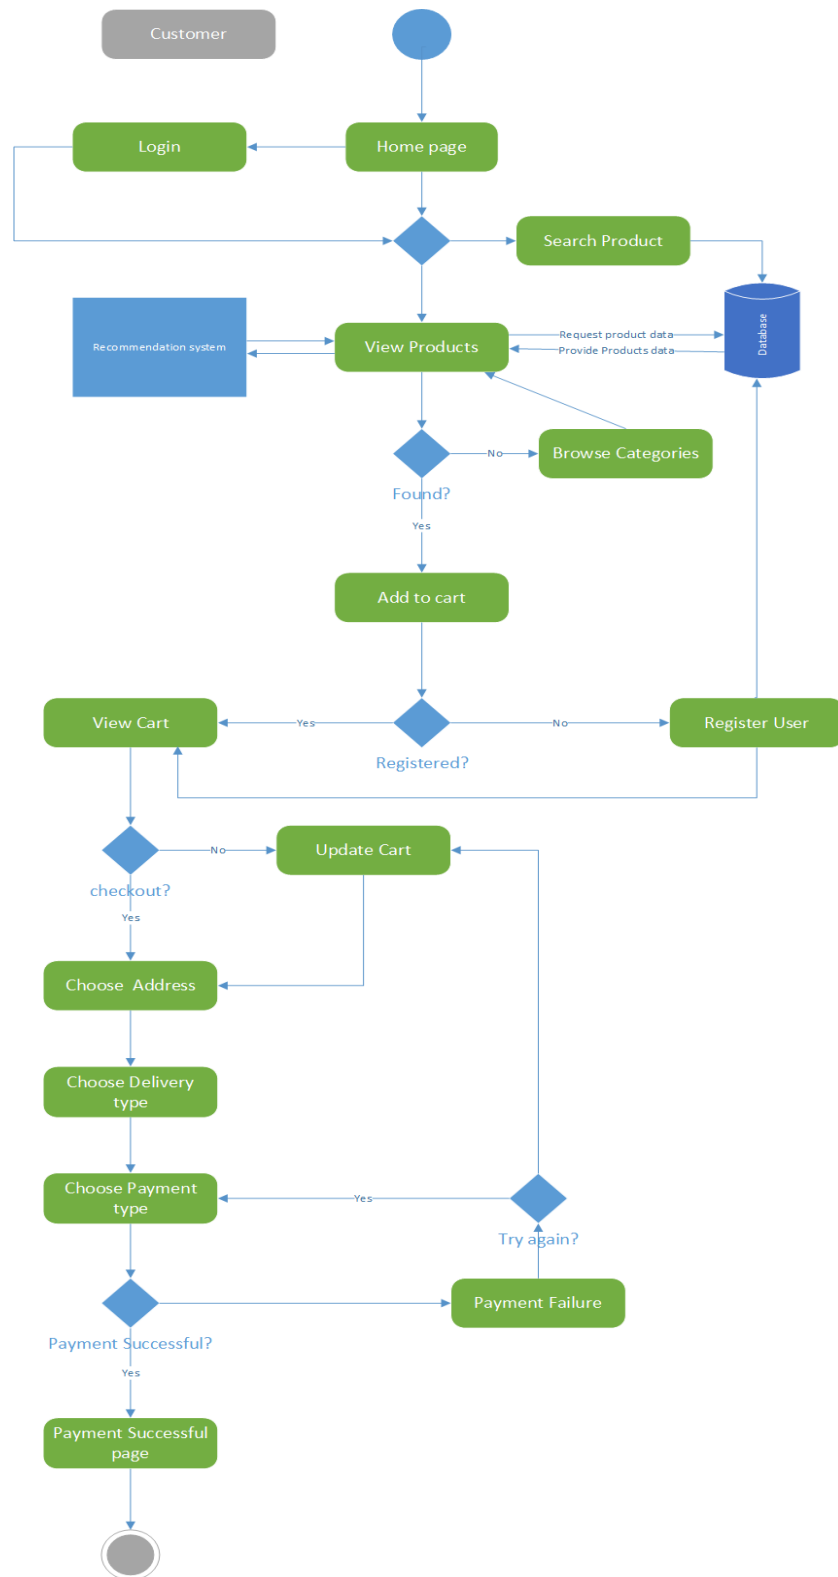 Customer
Login
Home page
Search Product
Recommendation system
View Products
Request product data
Provide Products data
Database
No
Browse Categories
Found?
Yes
Add to cart
View Cart
Yes
No
Register User
Registered?
No
Update Cart
checkout?
Yes
Choose  Address
Choose Delivery
type
Choose Payment
type
Yes
Try again?
Payment Failure
Payment Successful?
Yes
Payment Successful
page